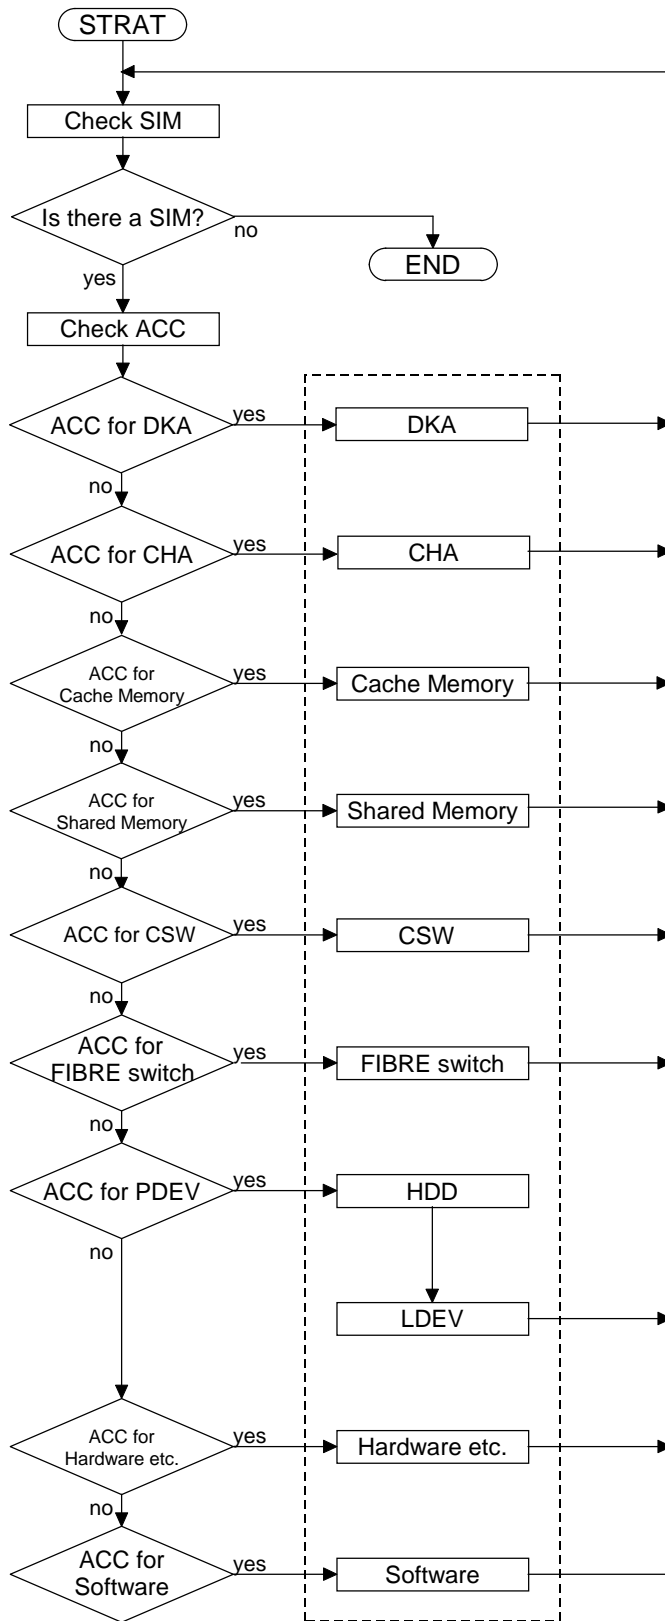 STRAT
Check SIM
Is there a SIM?
no
END
yes
Check ACC
ACC for DKA
yes
DKA
no
ACC for CHA
yes
CHA
no
ACC for
Cache Memory
yes
Cache Memory
no
ACC for
Shared Memory
yes
Shared Memory
no
ACC for CSW
yes
CSW
no
ACC for
FIBRE switch
yes
FIBRE switch
no
ACC for PDEV
yes
HDD
no
LDEV
ACC for
Hardware etc.
yes
Hardware etc.
no
ACC for
Software
yes
Software